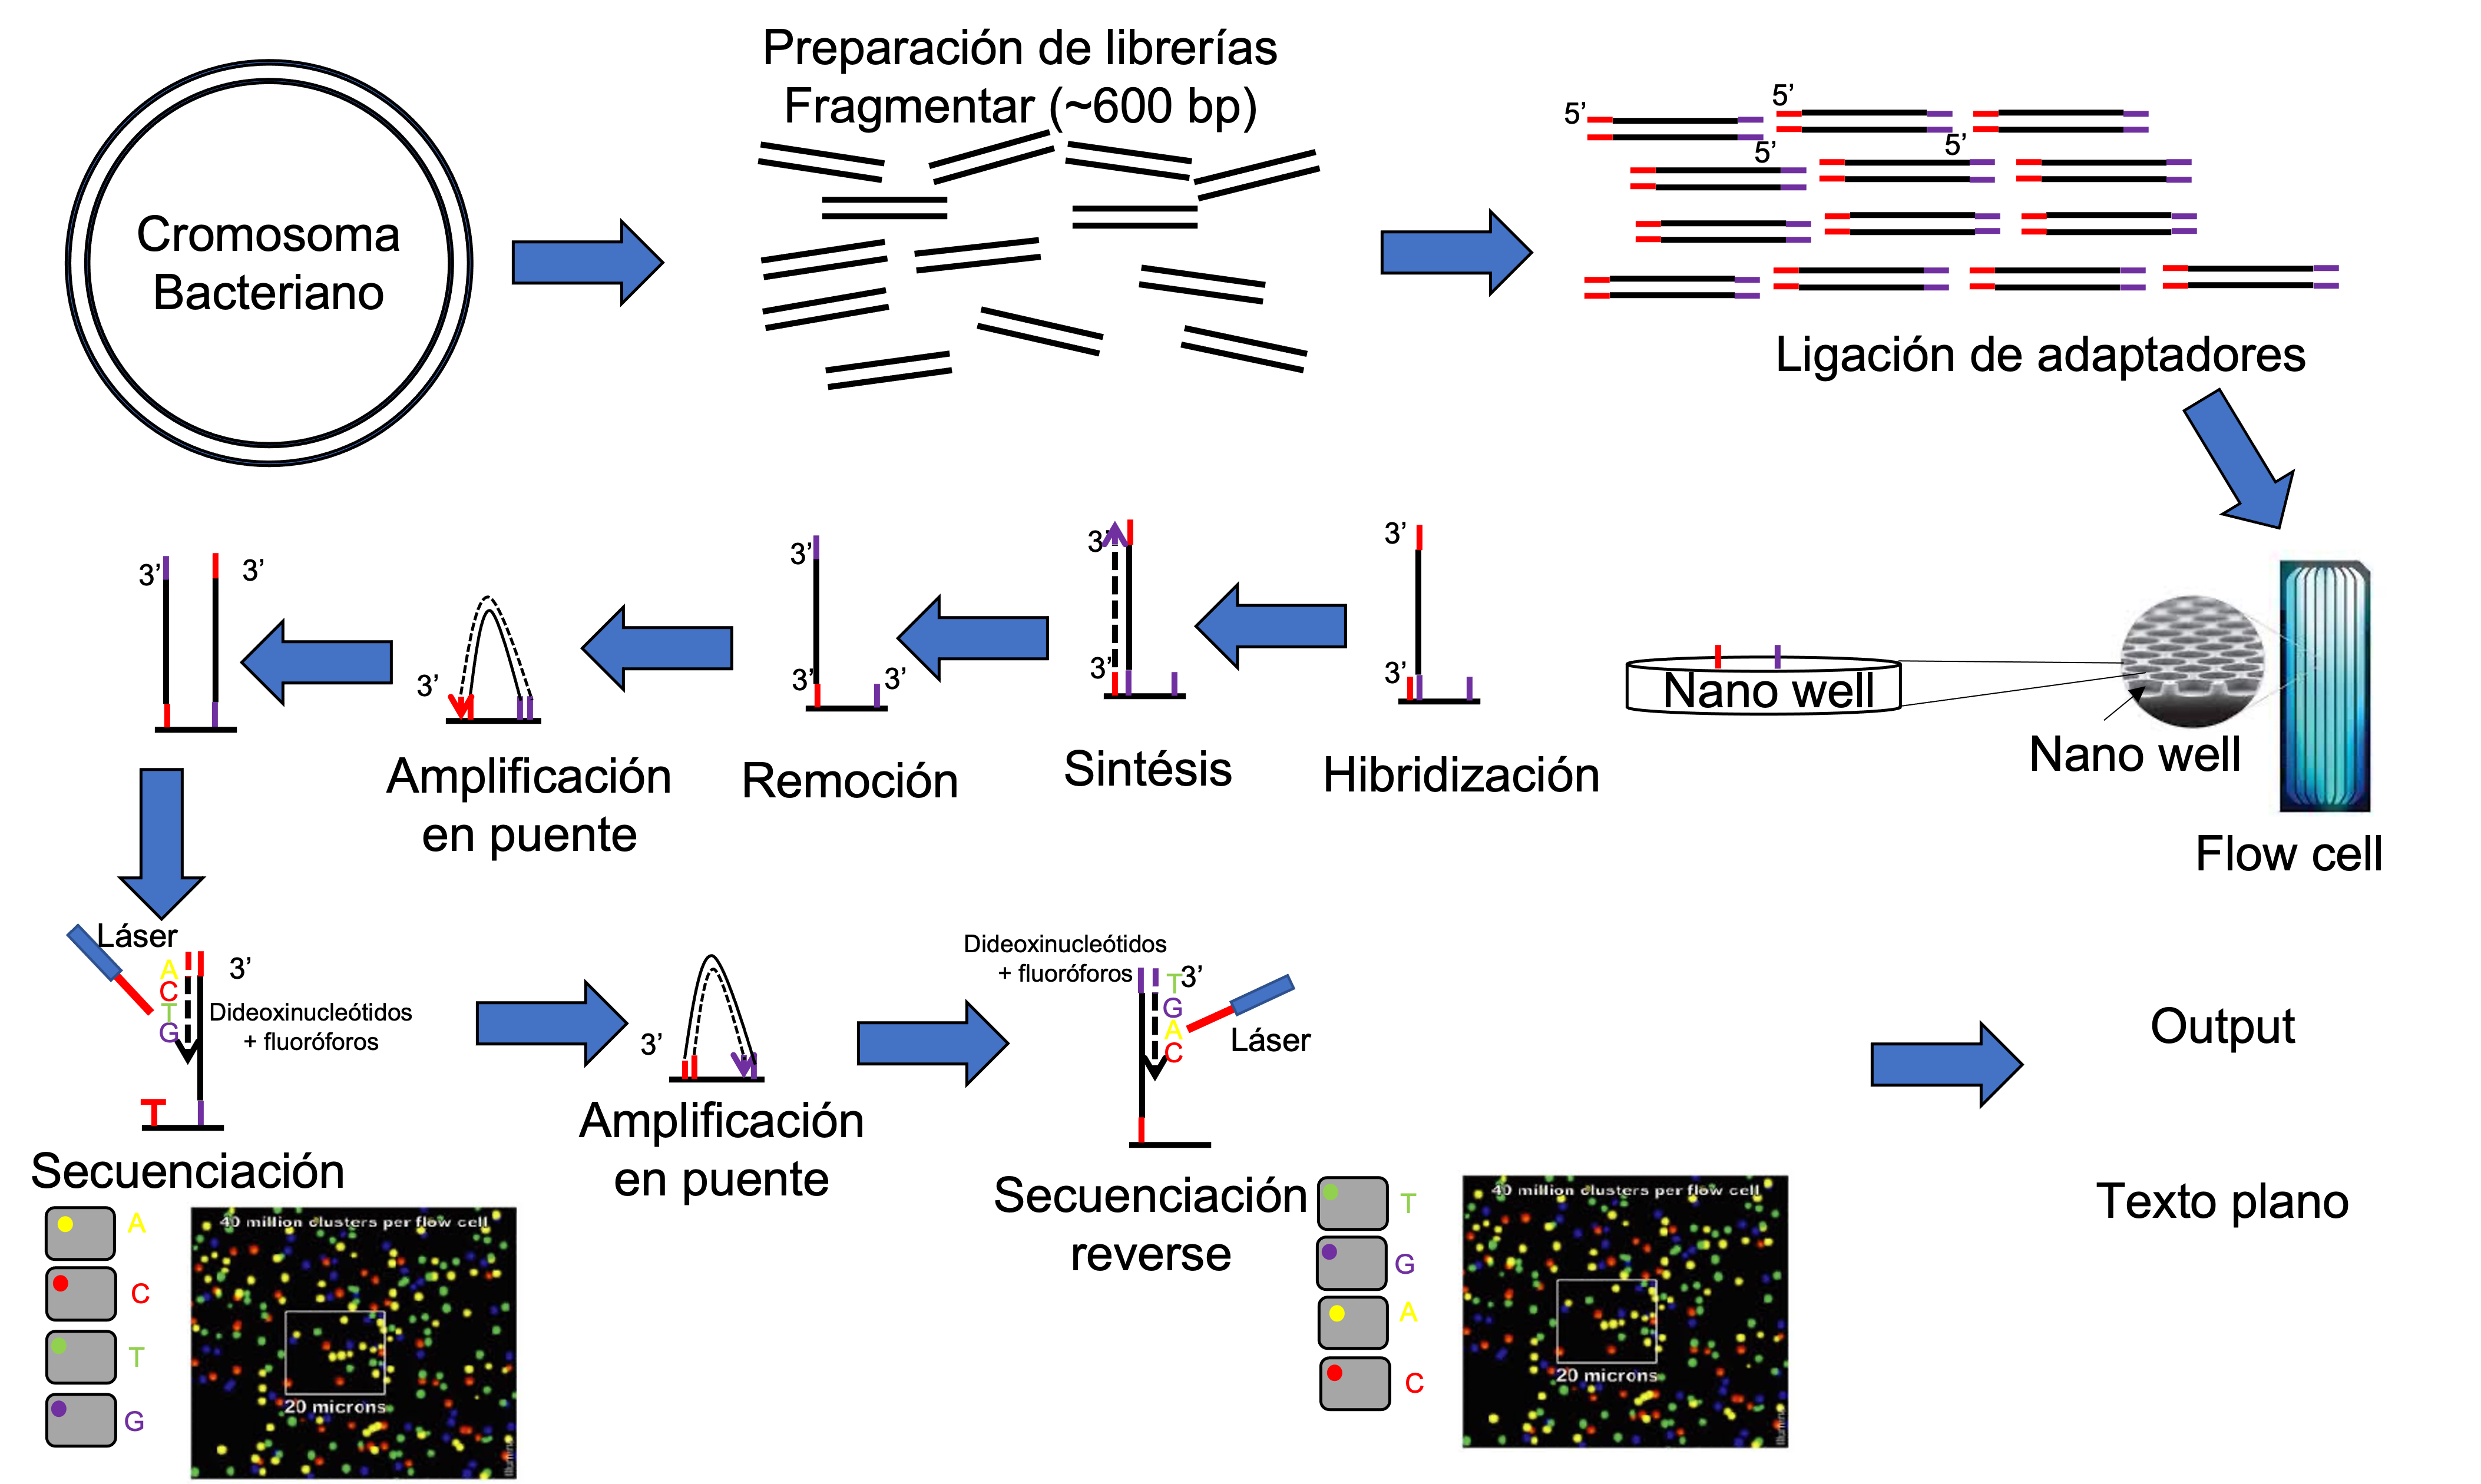 Cromosoma
Bacteriano
Preparación de librerías
Fragmentar (~600 bp)
5’
5’
5’
5’
Ligación de adaptadores
Flow cell
Nano well
Nano well
3’
3’
Hibridización
3’
3’
Sintésis
3’
3’
3’
Remoción
3’
Amplificación
en puente
3’
3’
Láser
A
C
T
G
3’
Dideoxinucleótidos
+ fluoróforos
Secuenciación
A
C
T
G
40 million clusters per flow cell
20 microns
3’
Amplificación
en puente
Dideoxinucleótidos
+ fluoróforos
3’
T
G
A
C
Láser
Secuenciación
reverse
T
G
A
C
40 million clusters per flow cell
20 microns
Output
Texto plano